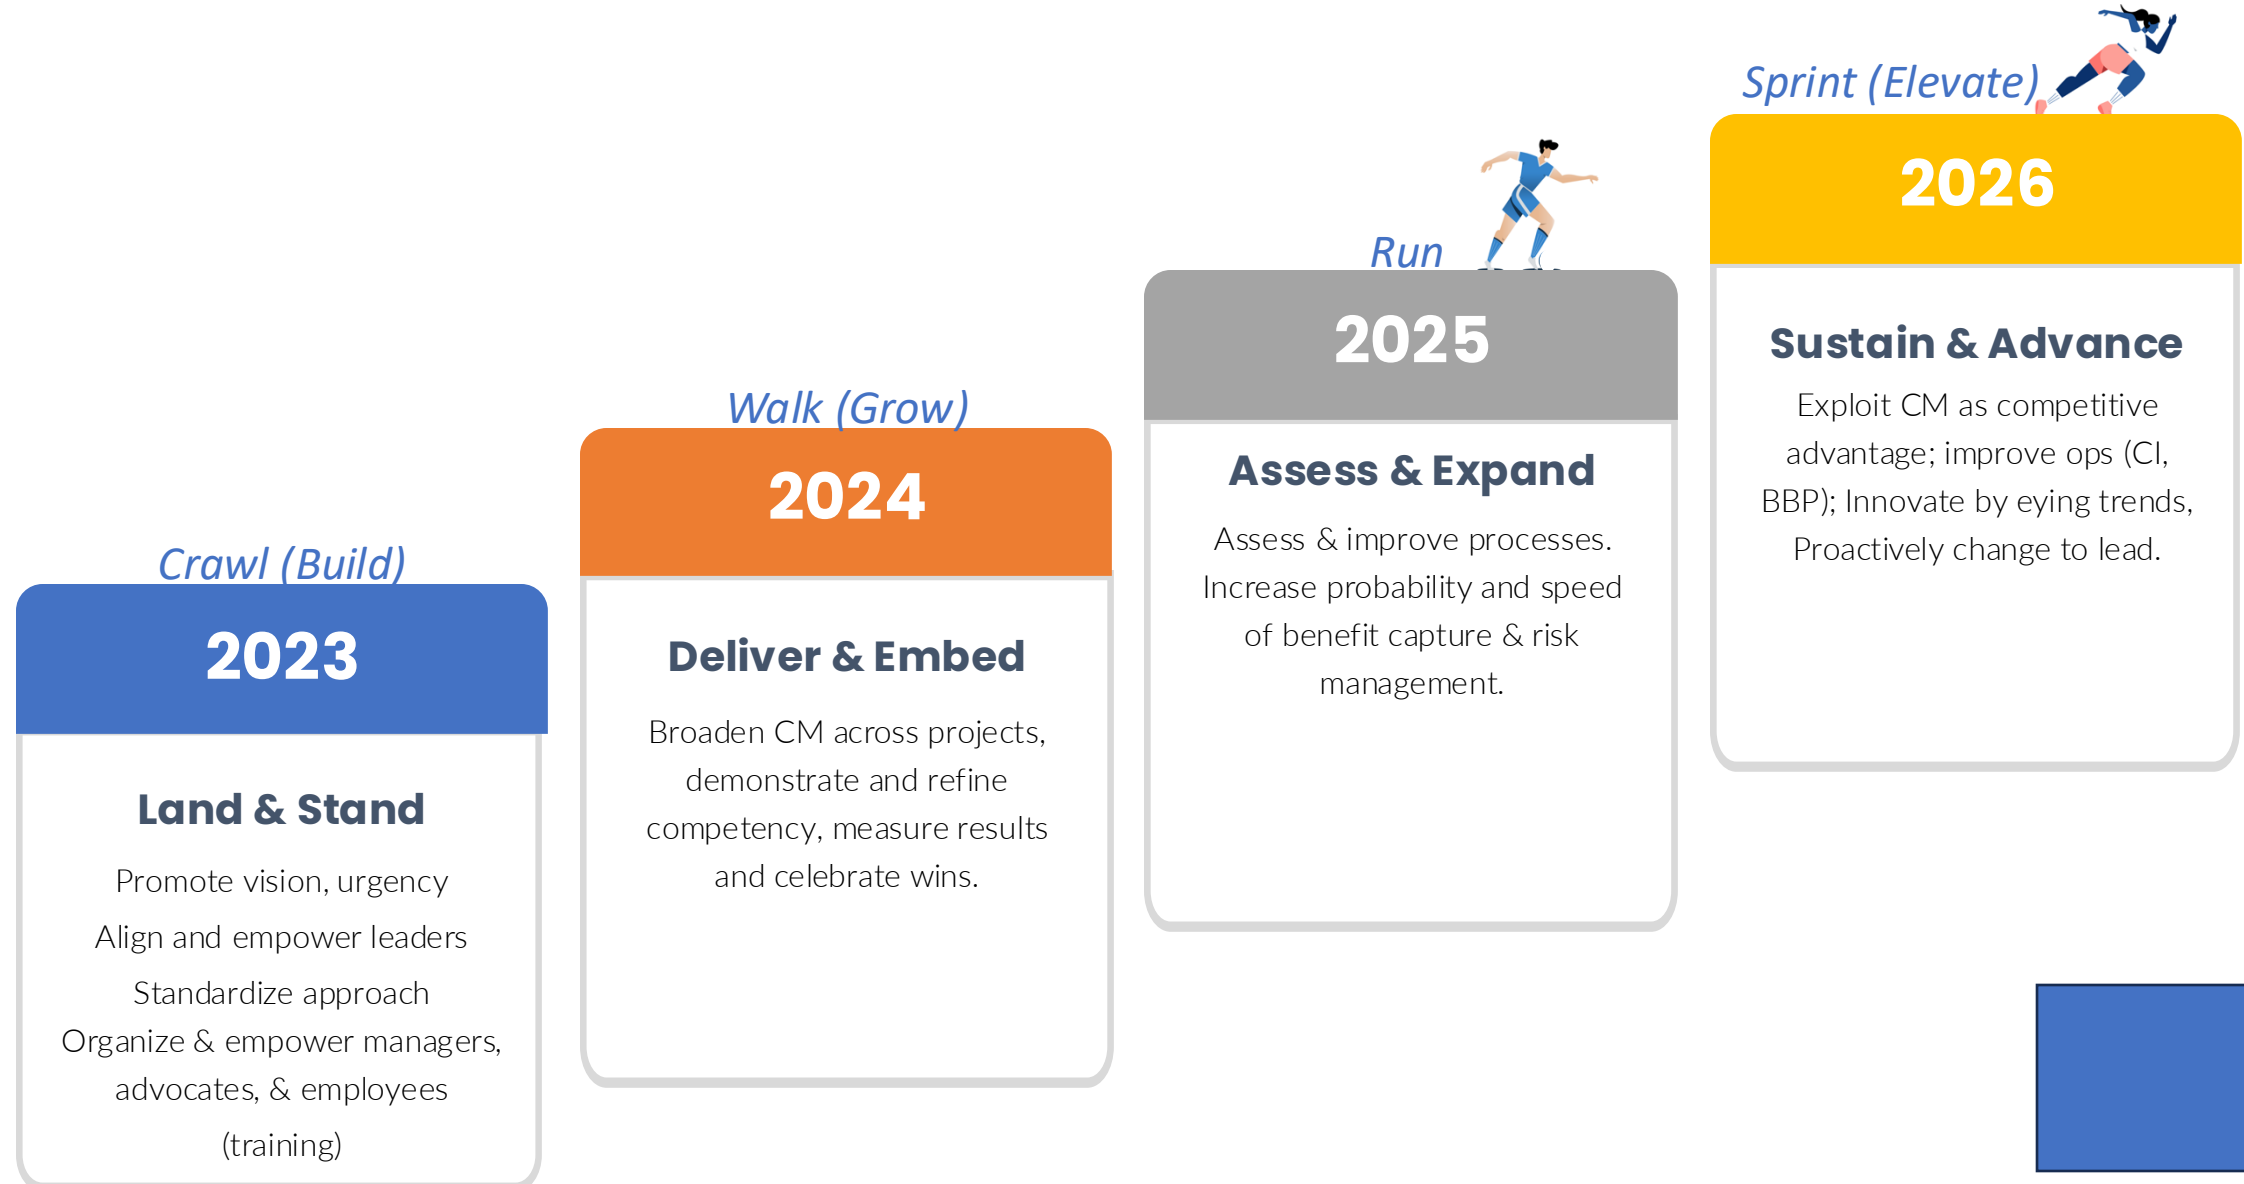 Crawl (Build)
2023
Land & Stand
Promote vision, urgency
Align and empower leaders
Standardize approach
Organize & empower managers,
advocates, & employees
(training)
Walk (Grow)
2024
Deliver & Embed
Broaden CM across projects,
demonstrate and refine
competency, measure results
and celebrate wins.
Run
2025
Assess & Expand
Assess & improve processes.
Increase probability and speed
of benefit capture & risk
management.
Sprint (Elevate)
2026
Sustain & Advance
Exploit CM as competitive
advantage; improve ops (CI,
BBP); Innovate by eying trends,
Proactively change to lead.